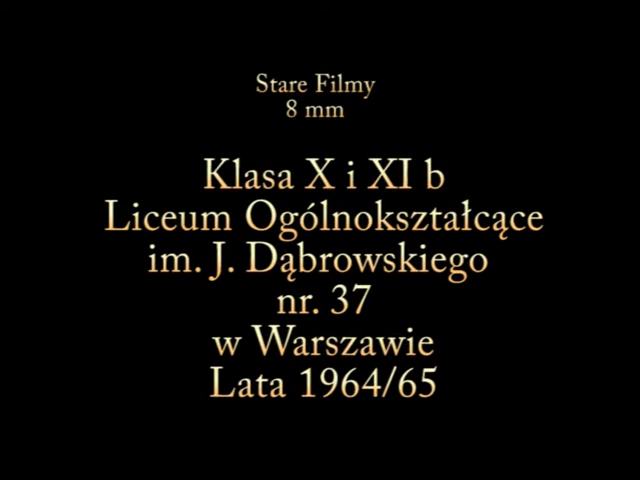 Stare Filmy
8 mm
Klasa X i XI b
Liceum Ogólnokształcące
im. J. Dąbrowskiego
nr. 37
w Warszawie
Lata 1964/65